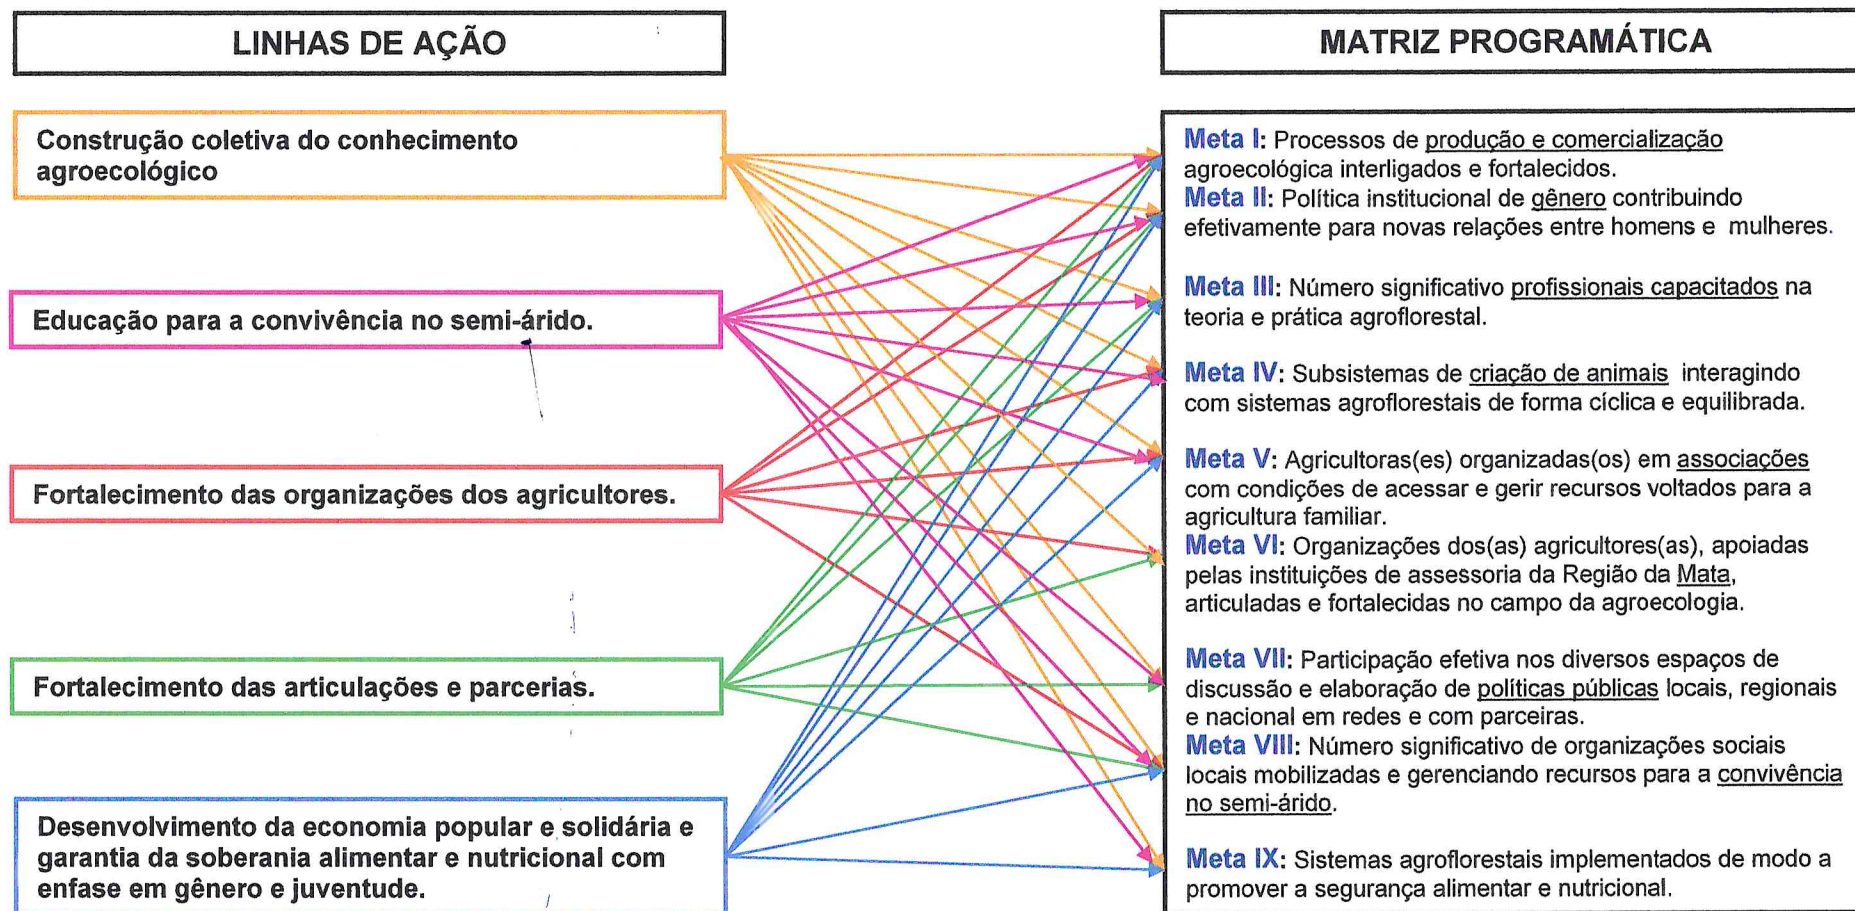 LINHAS DE AÇÃO
Construção coletiva do conhecimento
agroecológico
Educação para a convivência no semi-árido.
Fortalecimento das organizações dos agricultores.
Fortalecimento das articulações e parcerias.
Desenvolvimento da economia popular e solidária e
garantia da soberania alimentar e nutricional com
enfase em gênero e juventude.
MATRIZ PROGRAMÁTICA
Meta I: Processos de produção e comercialização
agroecológica interligados e fortalecidos.
Meta II: Política institucional de gênero contribuindo
efetivamente para novas relações entre homens e mulheres.
Meta III: Número significativo profissionais capacitados na
teoria e prática agroflorestal.
Meta IV: Subsistemas de criação de animais interagindo
com sistemas agroflorestais de forma cíclica e equilibrada.
Meta V: Agricultoras(es) organizadas(os) em associações
com condições de acessar e gerir recursos voltados para a
agricultura familiar.
Meta VI: Organizações dos(as) agricultores(as), apoiadas
pelas instituições de assessoria da Região da Mata,
articuladas e fortalecidas no campo da agroecologia.
Meta VII: Participação efetiva nos diversos espaços de
discussão e elaboração de políticas públicas locais, regionais
e nacional em redes e com parceiras.
Meta VIII: Número significativo de organizações sociais
locais mobilizadas e gerenciando recursos para a convivência
no semi-árido.
Meta IX: Sistemas agroflorestais implementados de modo a
promover a segurança alimentar e nutricional.